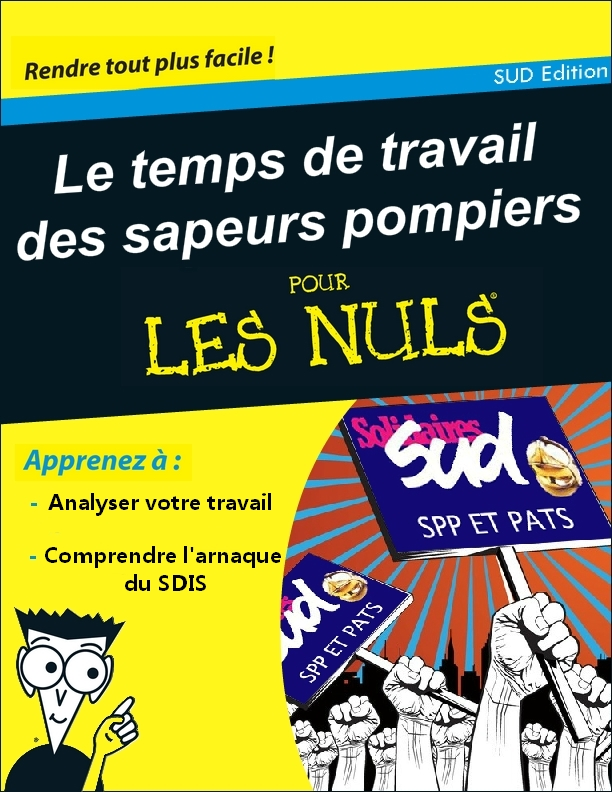 Rendre tout plus facile !
SUD Edition
Le temps de travail
des sapeurs pompiers
POUR
LES NULS®
Apprenez à :
- Analyser votre travail
- Comprendre l'arnaque
du SDIS
Solidaires
Sud
SPP ET PATS
Sud
SPP ET PATS